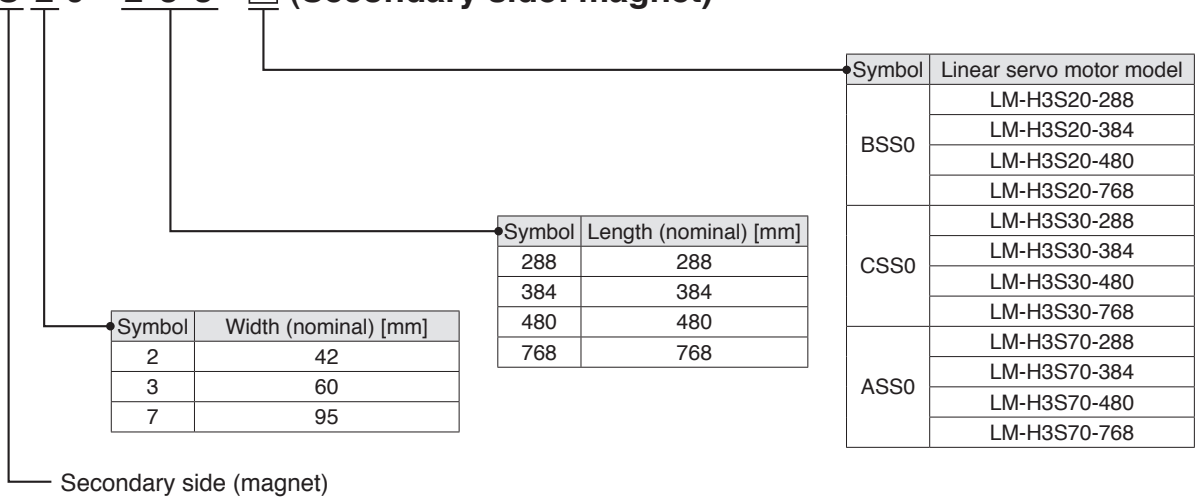 (Secondary side: magnet)
Symbol Linear servo motor model
BSS0
LM-H3S20-288
LM-H3S20-384
LM-H3S20-480
LM-H3S20-768
CSS0
LM-H3S30-288
LM-H3S30-384
LM-H3S30-480
LM-H3S30-768
ASS0
LM-H3S70-288
LM-H3S70-384
LM-H3S70-480
LM-H3S70-768
Symbol Length (nominal) [mm]
288 288
384 384
480 480
768 768
Symbol Width (nominal) [mm]
2 42
3 60
7 95
Secondary side (magnet)